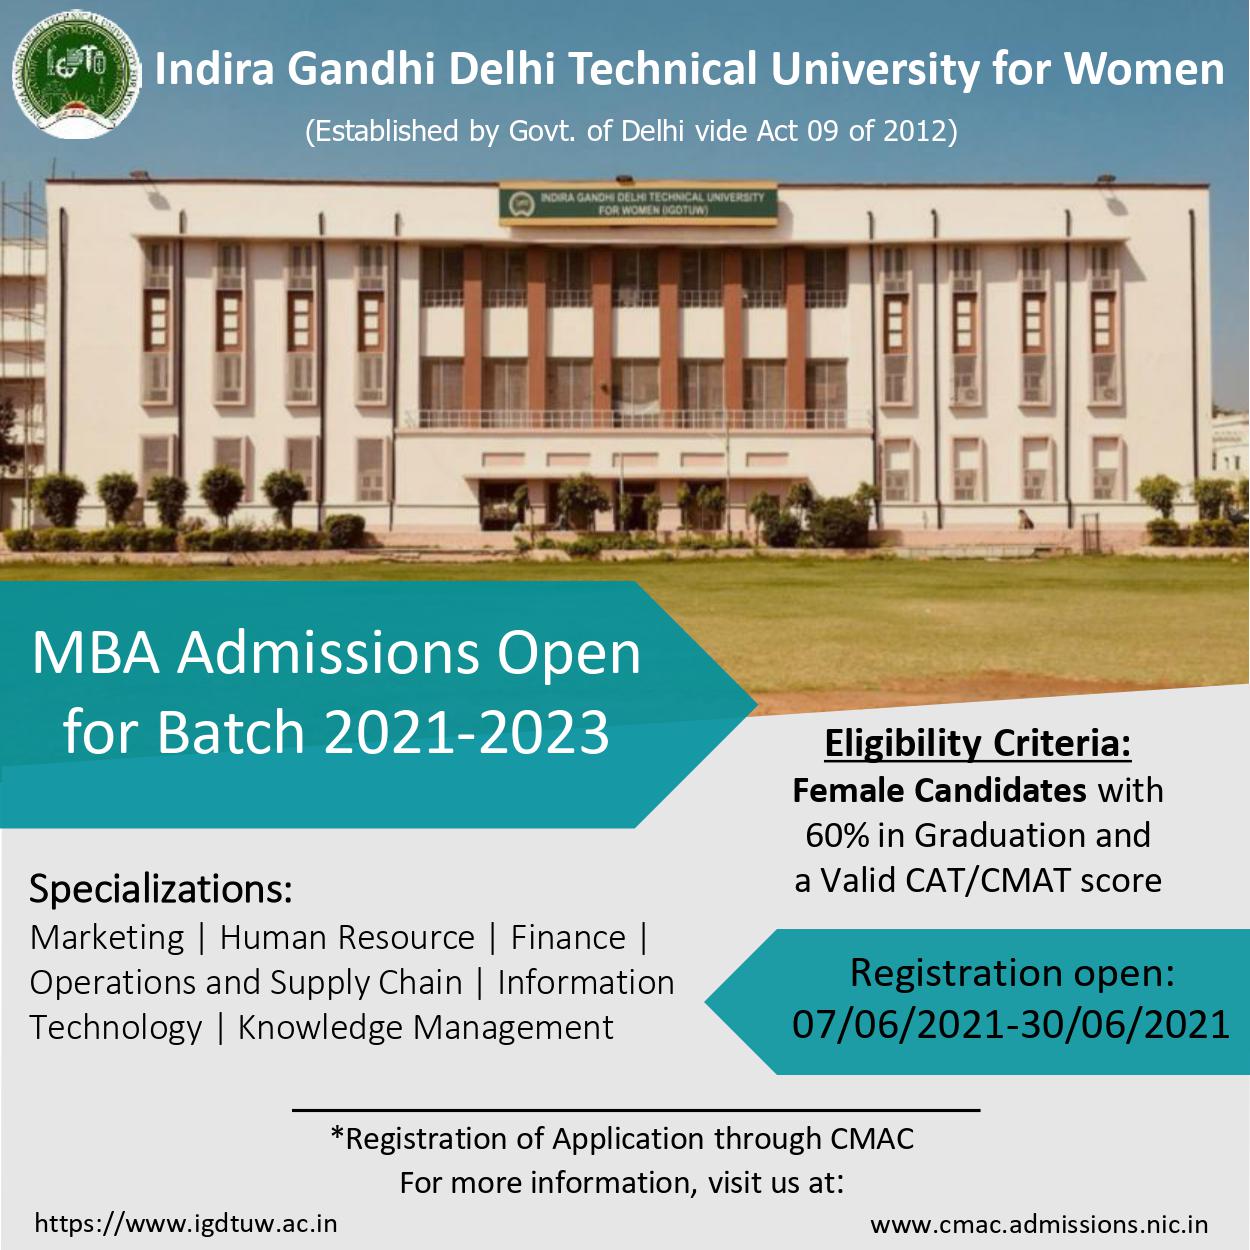 Indira Gandhi Delhi Technical University for Women
(Established by Govt. of Delhi vide Act 09 of 2012)
INDIRA GANDHI DELHI TECHNICAL UNIVERSITY
FOR WOMEN (IGDTUW)
MBA Admissions Open
for Batch 2021-2023
Eligibility Criteria:
Female Candidates with
60% in Graduation and
a Valid CAT/CMAT score
Specializations:
Marketing | Human Resource | Finance |
Operations and Supply Chain | Information
Technology | Knowledge Management
Registration open:
07/06/2021-30/06/2021
*Registration of Application through CMAC
For more information, visit us at:
https://www.igdtuw.ac.in
www.cmac.admissions.nic.in